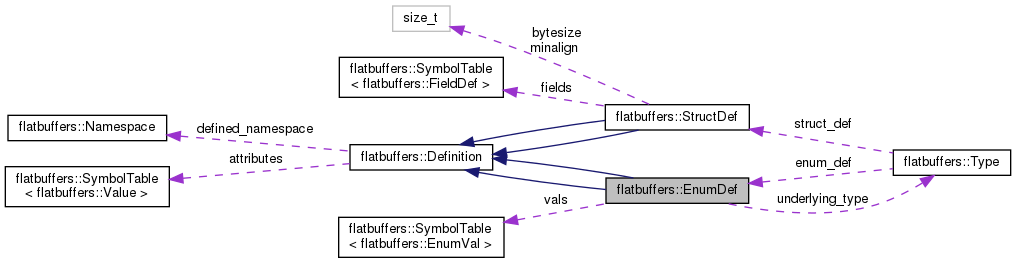 size_t
bytesize
minalign
flatbuffers::SymbolTable
< flatbuffers::FieldDef >
fields
flatbuffers::StructDef
flatbuffers::Namespace
defined_namespace
struct_def
flatbuffers::Definition
attributes
enum_def
flatbuffers::Type
flatbuffers::SymbolTable
< flatbuffers::Value >
flatbuffers::EnumDef
vals
underlying_type
flatbuffers::SymbolTable
< flatbuffers::EnumVal >